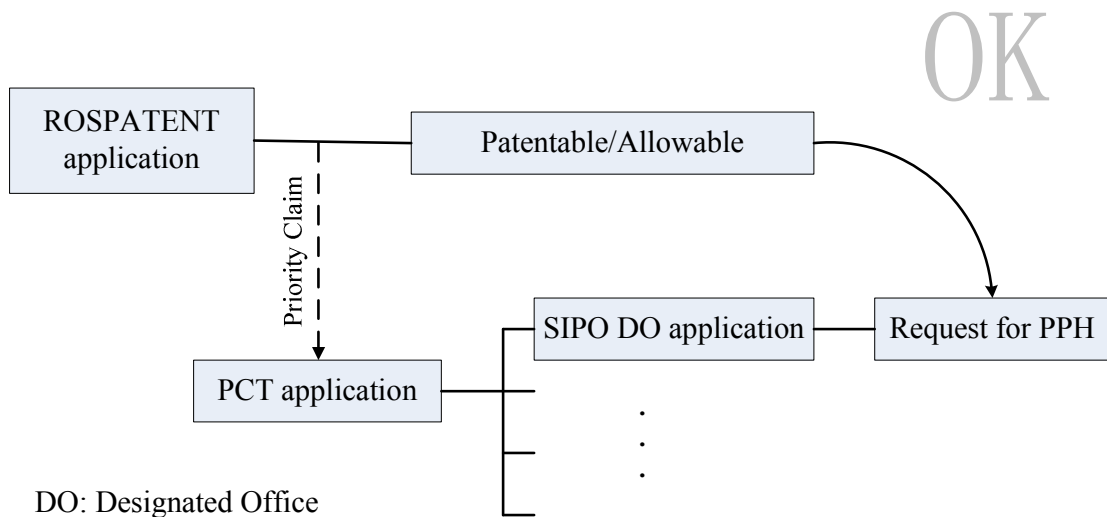 OK
ROSPATENT
application
Patentable/Allowable
Priority Claim
SIPO DO application
Request for PPH
PCT application
DO: Designated Office